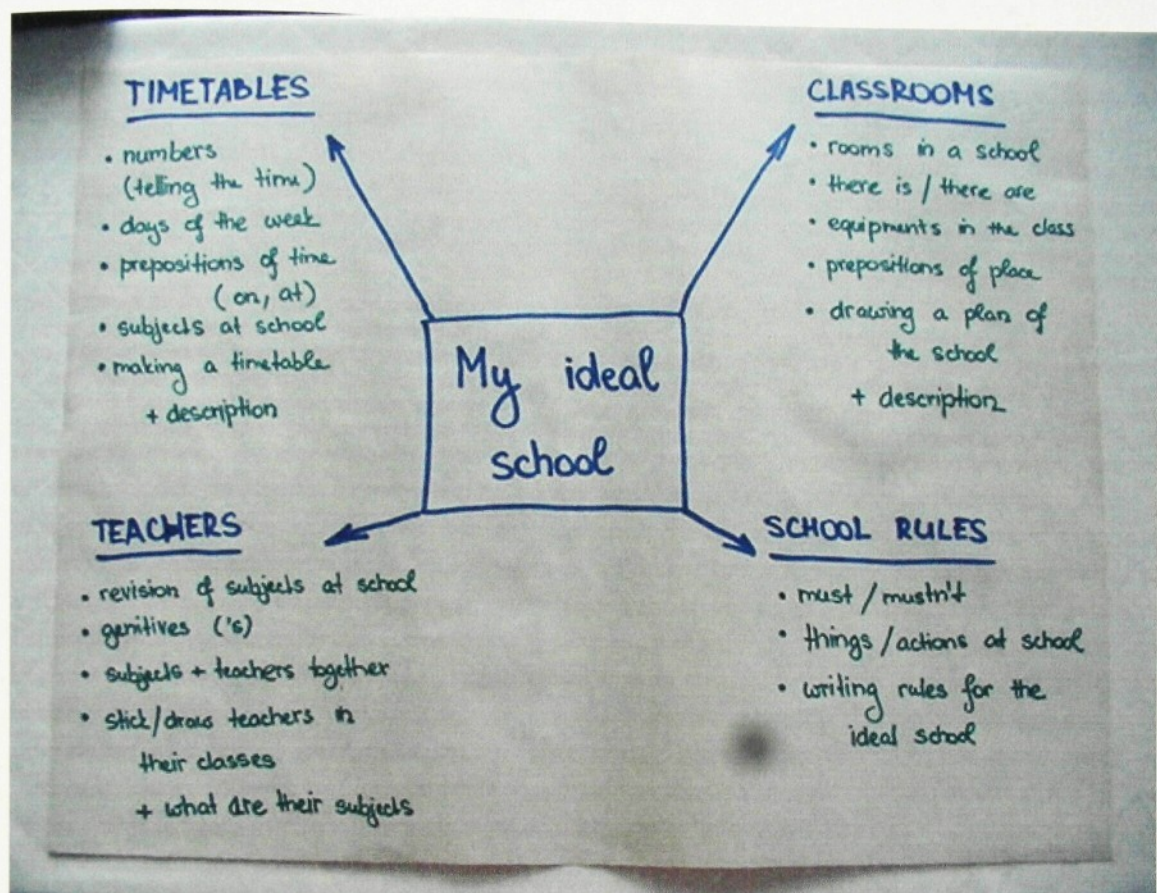 TIMETABLES
• numbers
(telling the time)
• days of the week
• prepositions of time
(on, at)
• subjects at school
• making a timetable
+ description
CLASSROOMS
• rooms in a school
• there is / there are
• equipments in the class
• prepositions of place
• drawing a plan of
the school
+ description
My ideal
school
TEACHERS
• revision of subjects at school
• genitives ('s)
• subjects + teachers together
• stick/draw teachers in
their classes
+ what are their subjects
SCHOOL RULES
• must / mustn't
• things / actions at school
• writing rules for the
ideal school